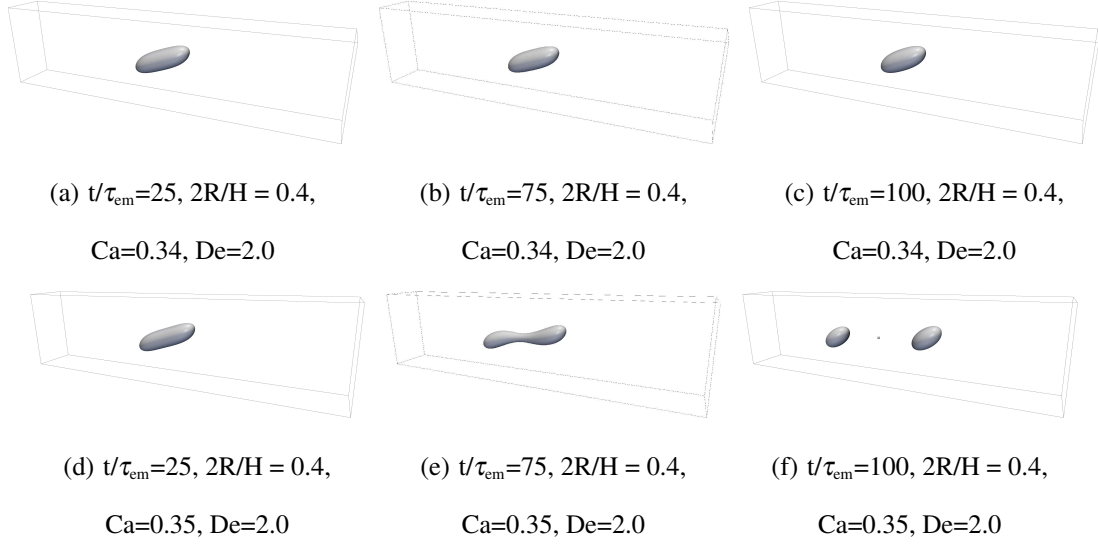 (a) t/τem=25, 2R/H = 0.4,
Ca=0.34, De=2.0
(b) t/τem=75, 2R/H = 0.4,
Ca=0.34, De=2.0
(c) t/τem=100, 2R/H = 0.4,
Ca=0.34, De=2.0
(d) t/τem=25, 2R/H = 0.4,
Ca=0.35, De=2.0
(e) t/τem=75, 2R/H = 0.4,
Ca=0.35, De=2.0
(f) t/τem=100, 2R/H = 0.4,
Ca=0.35, De=2.0